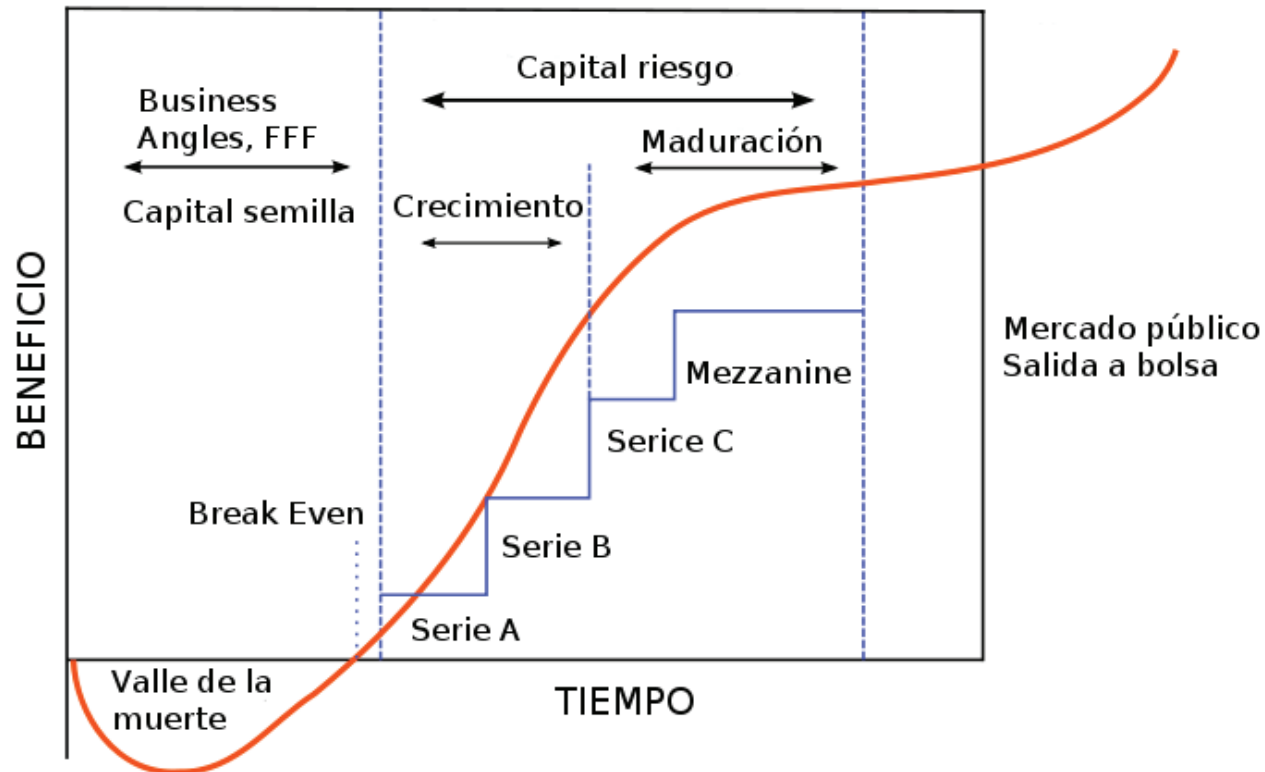 Capital riesgo
Business
Angles, FFF
Maduración
Capital semilla
Crecimiento
BENEFICIO
Mercado público
Salida a bolsa
Mezzanine
Serice C
Break Even
Serie B
Serie A
Valle de la
muerte
TIEMPO